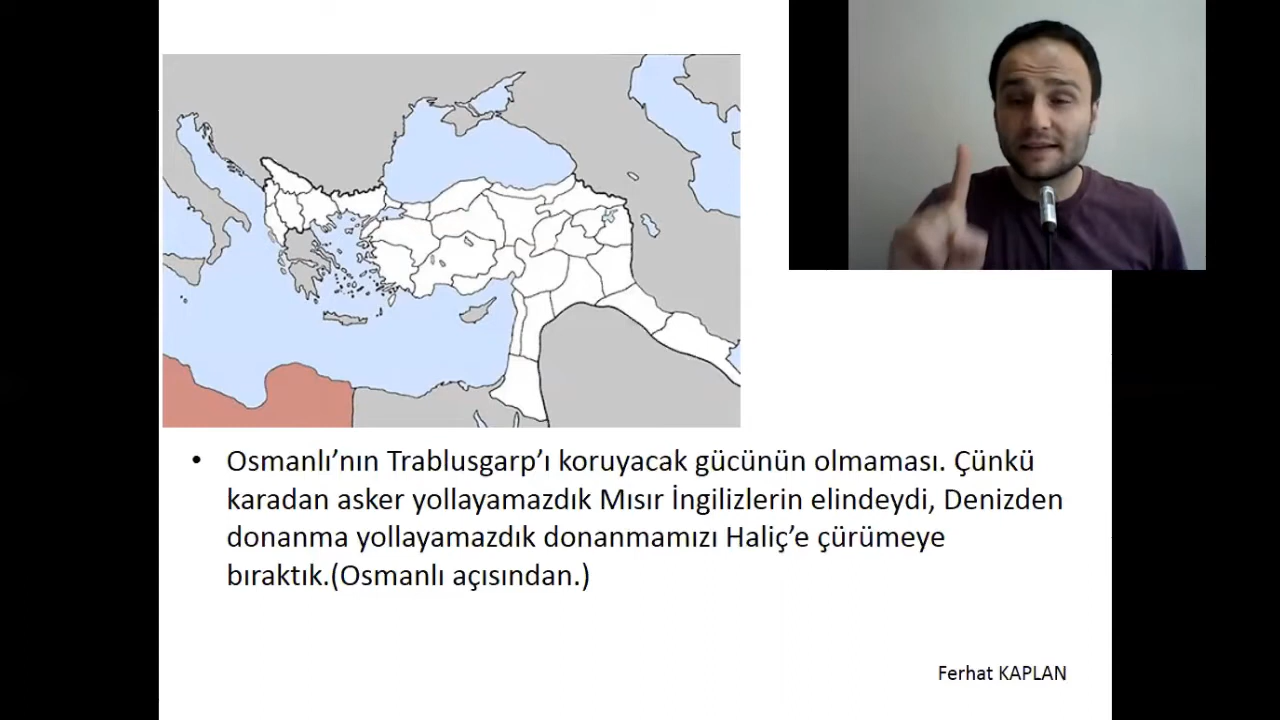 • Osmanlı’nın Trablusgarp’ı koruyacak gücünün olmaması. Çünkü
karadan asker yollayamazdık Mısır İngilizlerin elindeydi, Denizden
donanma yollayamazdık donanmamızı Haliç’e çürümeye
bıraktık.(Osmanlı açısından.)
Ferhat KAPLAN